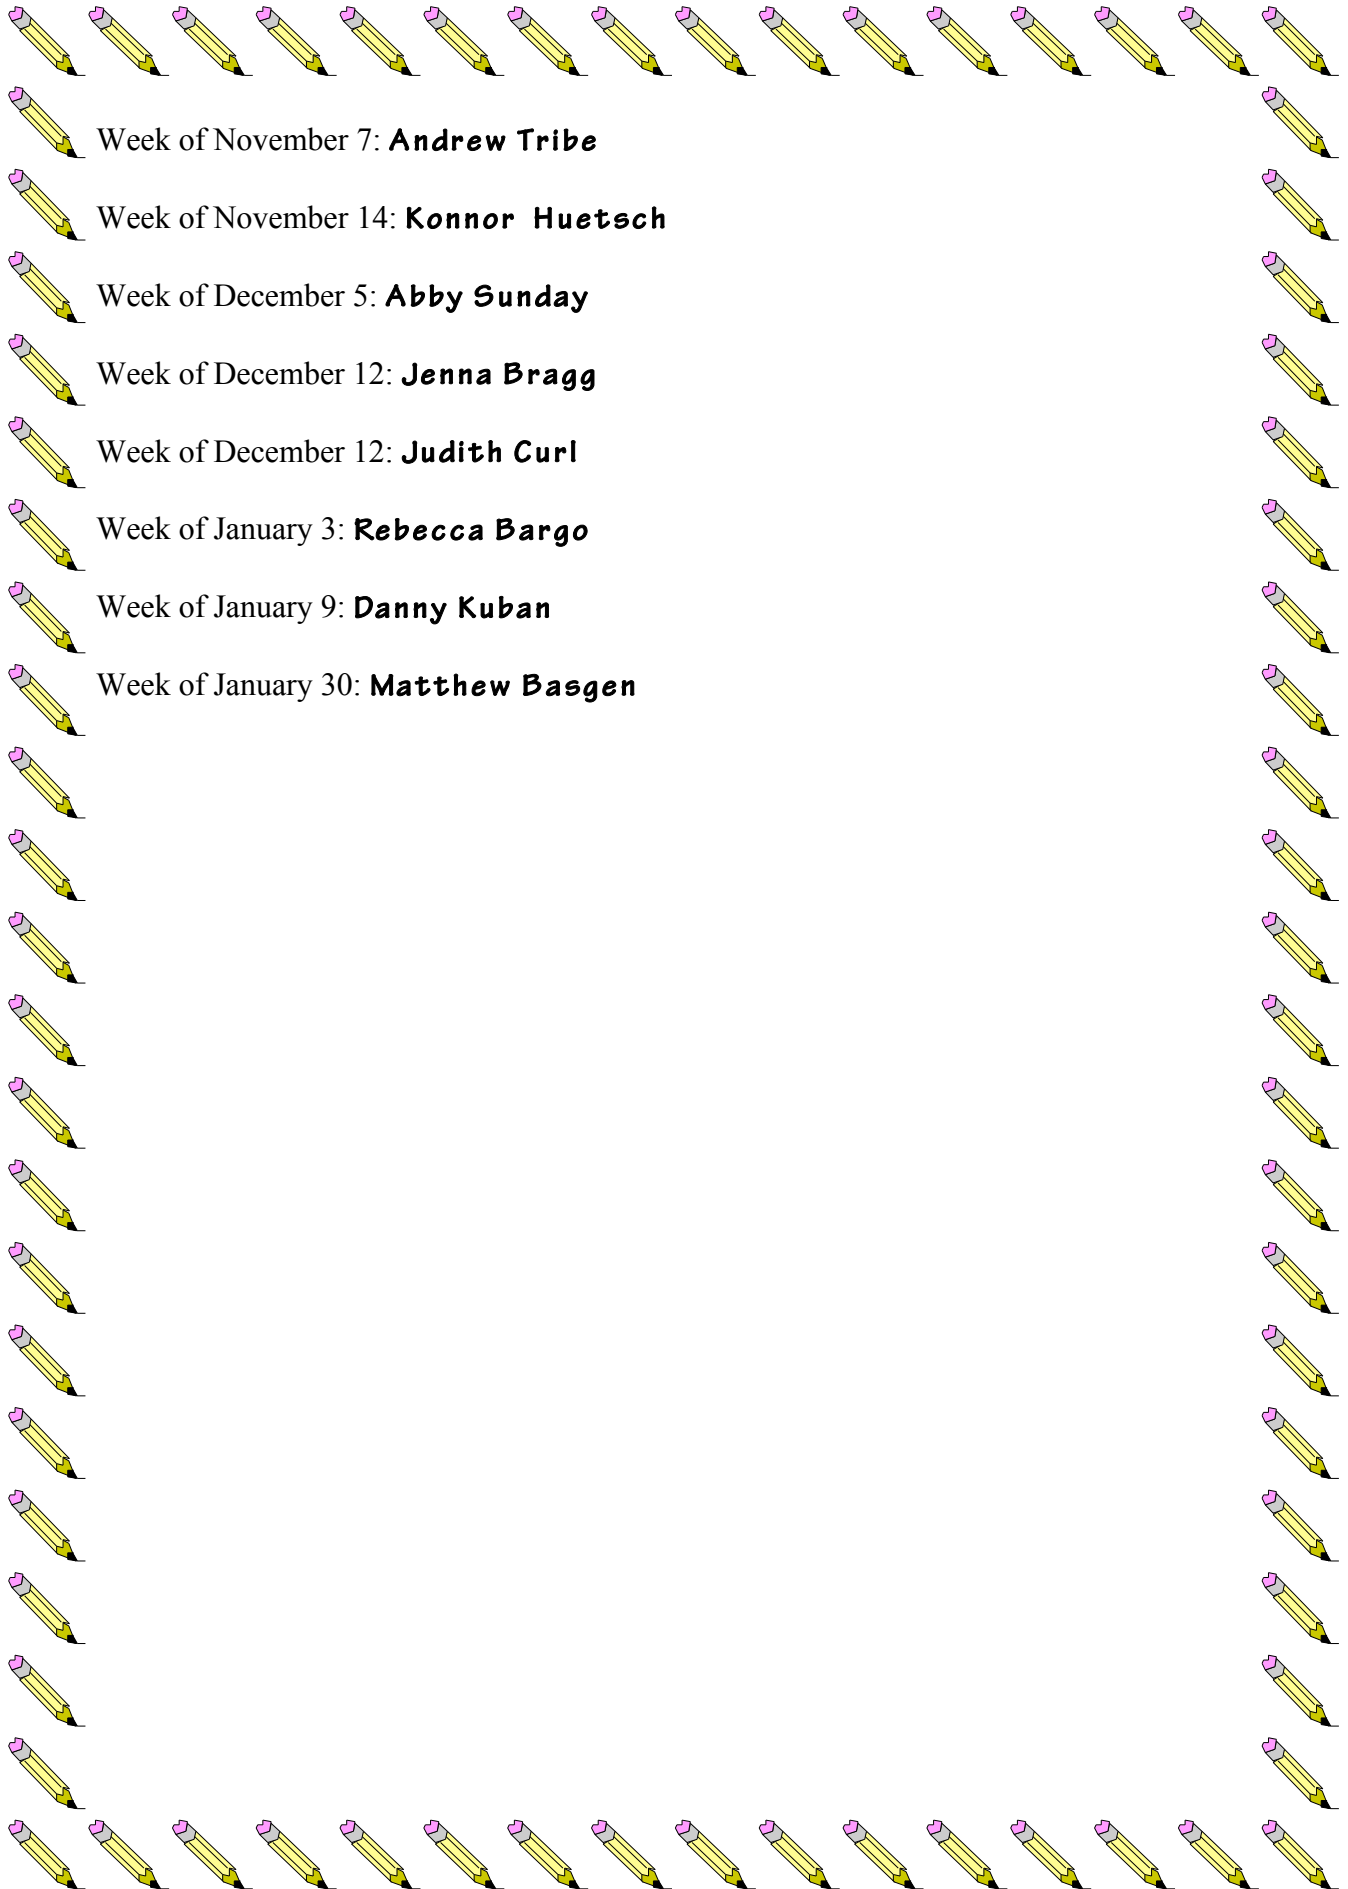 Week of November 7: Andrew Tribe
Week of November 14: Konnor Huetsch
Week of December 5: Abby Sunday
Week of December 12: Jenna Bragg
Week of December 12: Judith Curl
Week of January 3: Rebecca Bargo
Week of January 9: Danny Kuban
Week of January 30: Matthew Basgen